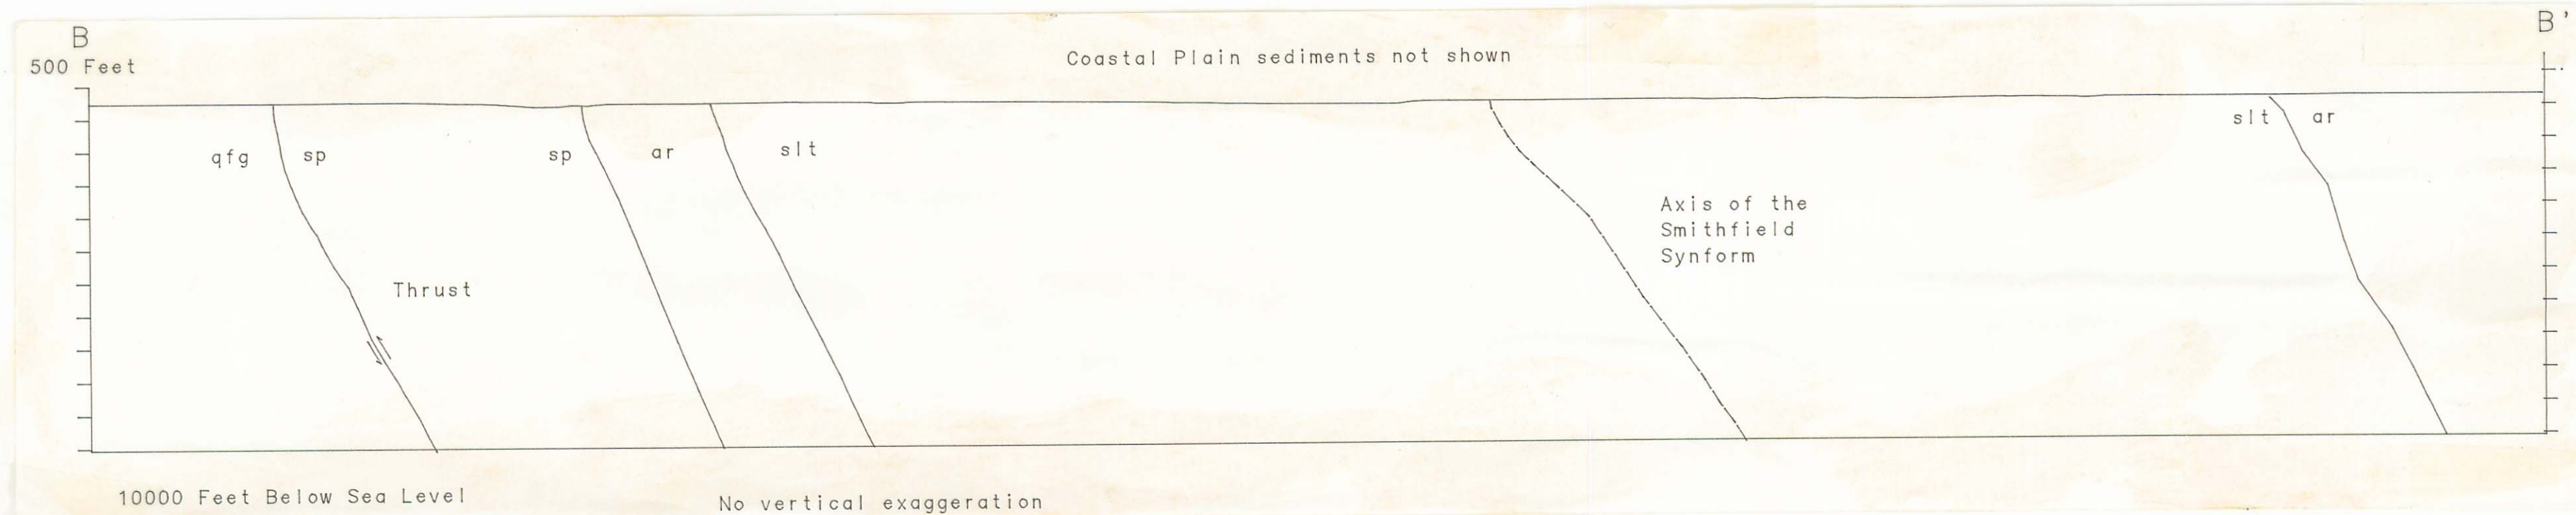 B
B'
500 Feet
Coastal Plain sediments not shown
qfg
sp
sp
ar
slt
slt
ar
Thrust
Axis of the
Smithfield
Synform
10000 Feet Below Sea Level
No vertical exaggeration